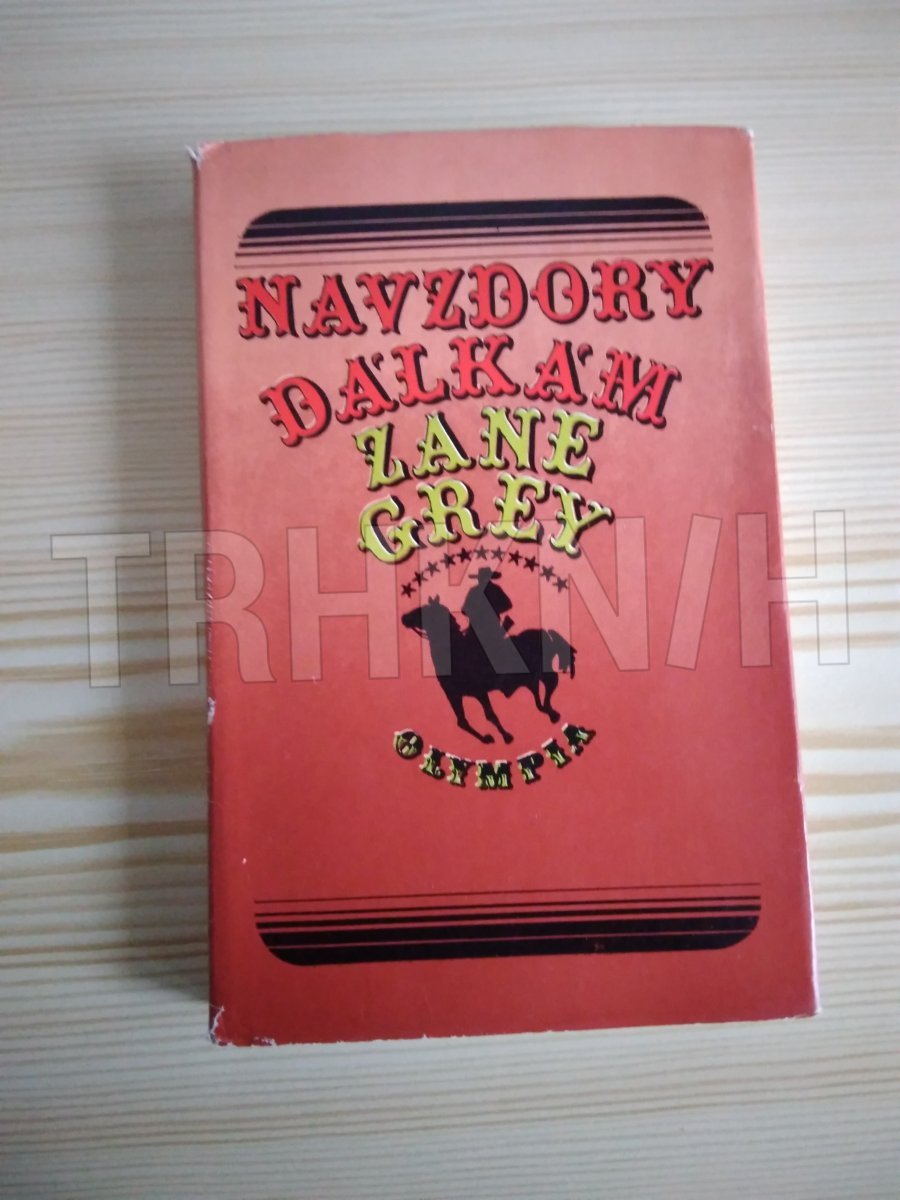 NAVZDORY
DÁLKÁM
ZANE
GREY
TRHKNIH
OLYMPIA